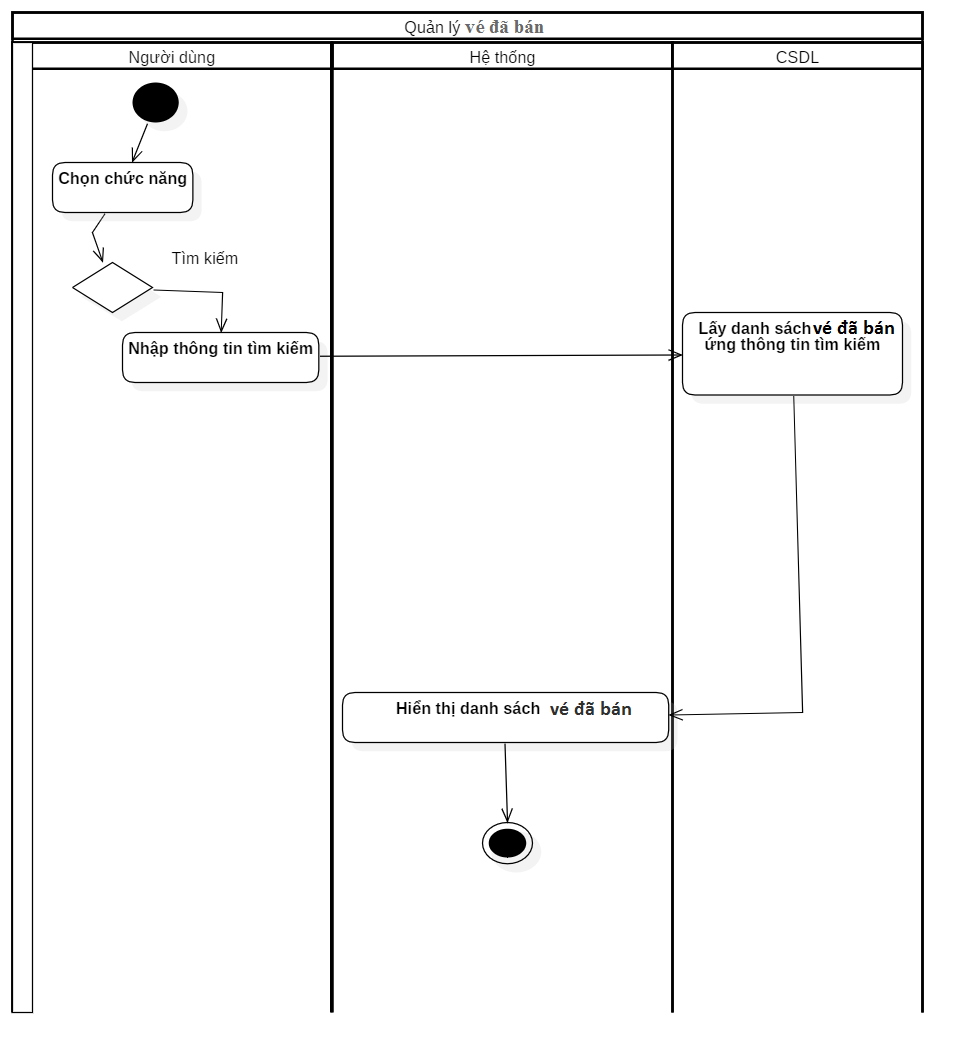 Quản lý vé đã bán
Người dùng
Hệ thống
CSDL
Chọn chức năng
Tìm kiếm
Nhập thông tin tìm kiếm
Lấy danh sách vé đã bán
ứng thông tin tìm kiếm
Hiển thị danh sách vé đã bán